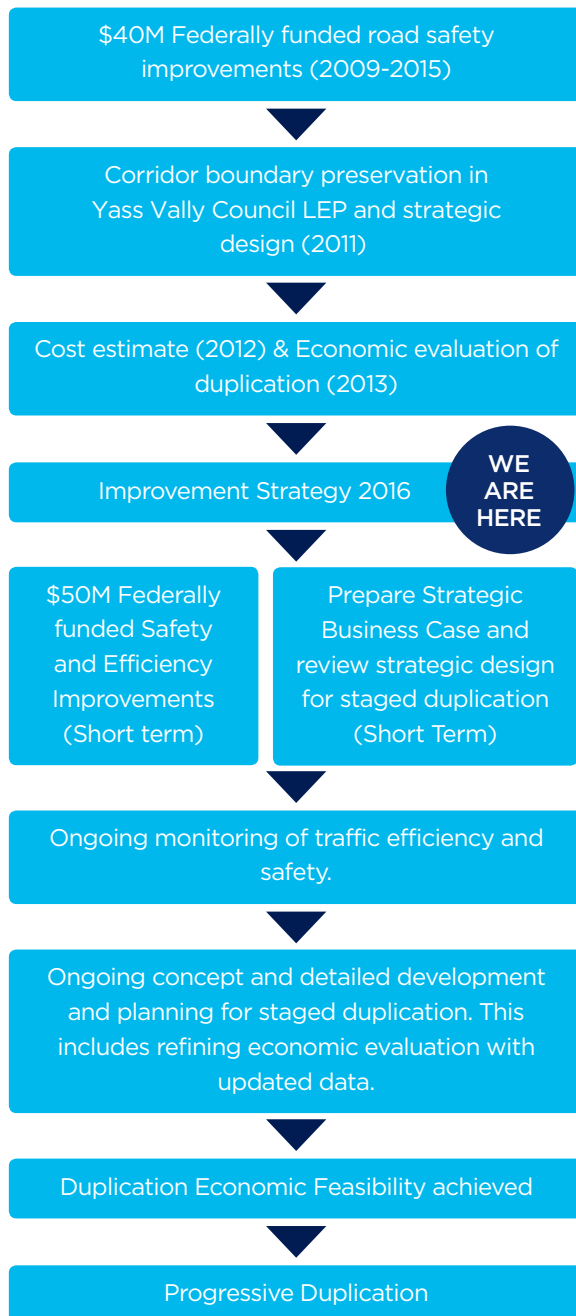 $40M Federally funded road safety
improvements (2009-2015)
Corridor boundary preservation in
Yass Vally Council LEP and strategic
design (2011)
Cost estimate (2012) & Economic evaluation of
duplication (2013)
Improvement Strategy 2016
WE
ARE
HERE
$50M Federally
funded Safety
and Efficiency
Improvements
(Short term)
Prepare Strategic
Business Case and
review strategic design
for staged duplication
(Short Term)
Ongoing monitoring of traffic efficiency and
safety.
Ongoing concept and detailed development
and planning for staged duplication. This
includes refining economic evaluation with
updated data.
Duplication Economic Feasibility achieved
Progressive Duplication